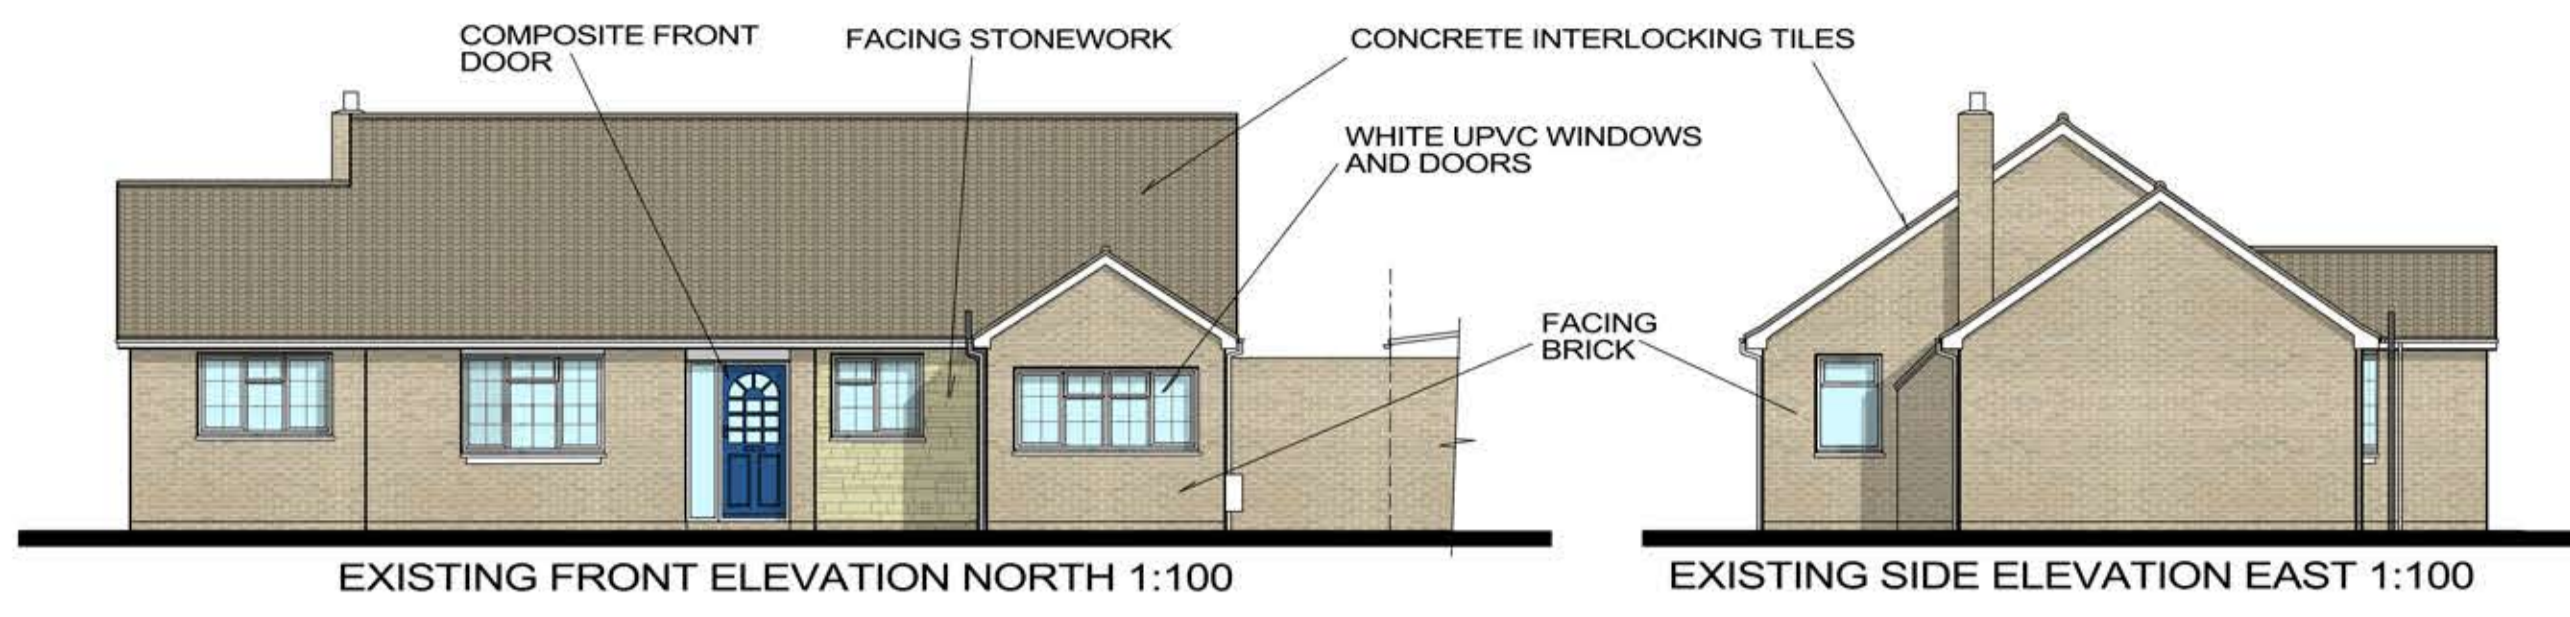 COMPOSITE FRONT
DOOR
FACING STONEWORK
CONCRETE INTERLOCKING TILES
WHITE UPVC WINDOWS
AND DOORS
FACING
BRICK
EXISTING FRONT ELEVATION NORTH 1:100
EXISTING SIDE ELEVATION EAST 1:100